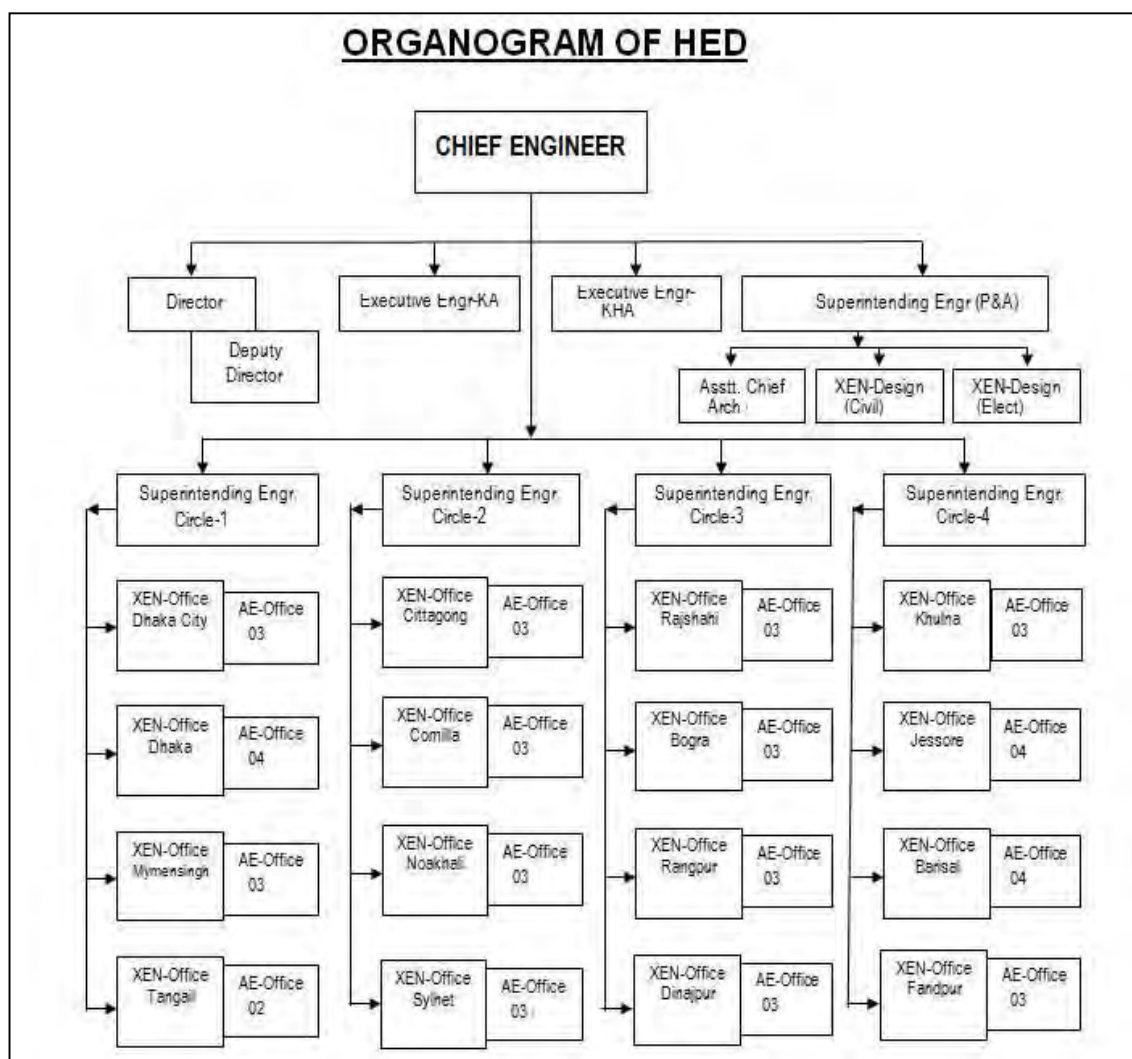 ORGANOGRAM OF HED
CHIEF ENGINEER
Director
Deputy
Director
Executive Engr-KA
Executive Engr-
KHA
Superintending Engr (P&A)
Asstt. Chief
Arch
XEN-Design
(Civil)
XEN-Design
(Elect)
Superintending Engr.
Circle-1
Superintending Engr.
Circle-2
Superintending Engr.
Circle-3
Superintending Engr.
Circle-4
XEN-Office
Dhaka City
AE-Office
03
XEN-Office
Cittagong
AE-Office
03
XEN-Office
Rajshahi
AE-Office
03
XEN-Office
Khulna
AE-Office
03
XEN-Office
Dhaka
AE-Office
04
XEN-Office
Comilla
AE-Office
03
XEN-Office
Bogra
AE-Office
03
XEN-Office
Jessore
AE-Office
04
XEN-Office
Mymensingh
AE-Office
03
XEN-Office
Noakhali
AE-Office
03
XEN-Office
Rangpur
AE-Office
03
XEN-Office
Barisal
AE-Office
04
XEN-Office
Tangail
AE-Office
02
XEN-Office
Sylhet
AE-Office
03
XEN-Office
Dinajpur
AE-Office
03
XEN-Office
Faridpur
AE-Office
03